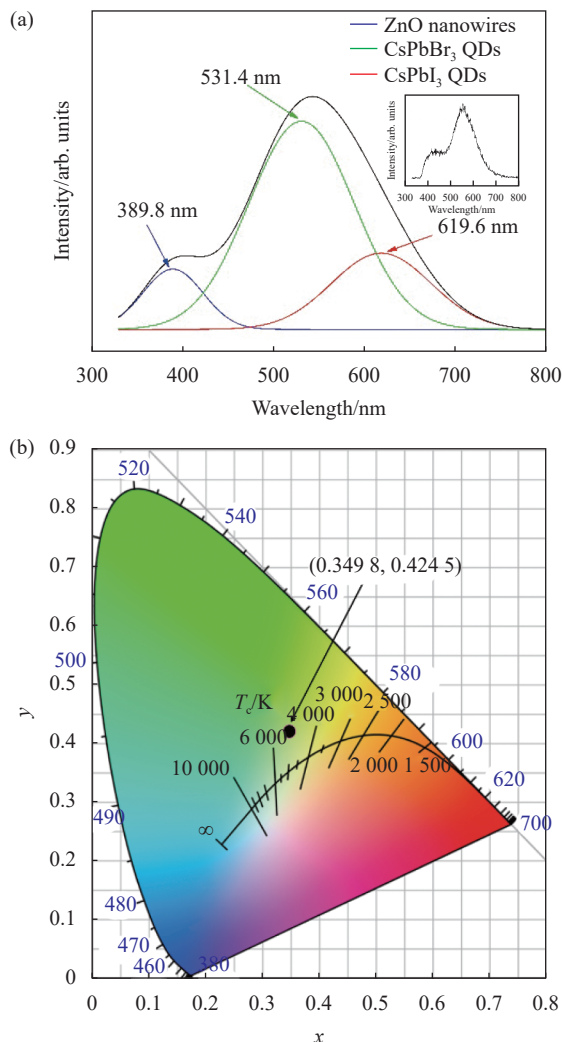 (a)
ZnO nanowires
CsPbBr₃ QDs
CsPbI₃ QDs
531.4 nm
389.8 nm
619.6 nm
Intensity/arb. units
300 400 500 600 700 800
Wavelength/nm
Intensity/arb. units
300 400 500 600 700 800
Wavelength/nm
(b)
0.9
0.8
0.7
0.6
0.5
0.4
0.3
0.2
0.1
0
y
520
540
(0.349 8, 0.424 5)
560
500
580
T_c/K
3 000
2 500
4 000
6 000
600
10 000
2 000
1 500
620
∞
490
700
480
470
460
380
0 0.1 0.2 0.3 0.4 0.5 0.6 0.7 0.8
x